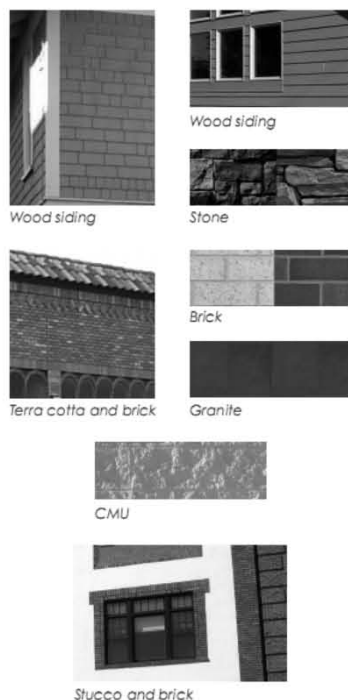 Wood siding
Wood siding
Stone
Brick
Terra cotta and brick
Granite
CMU
Stucco and brick